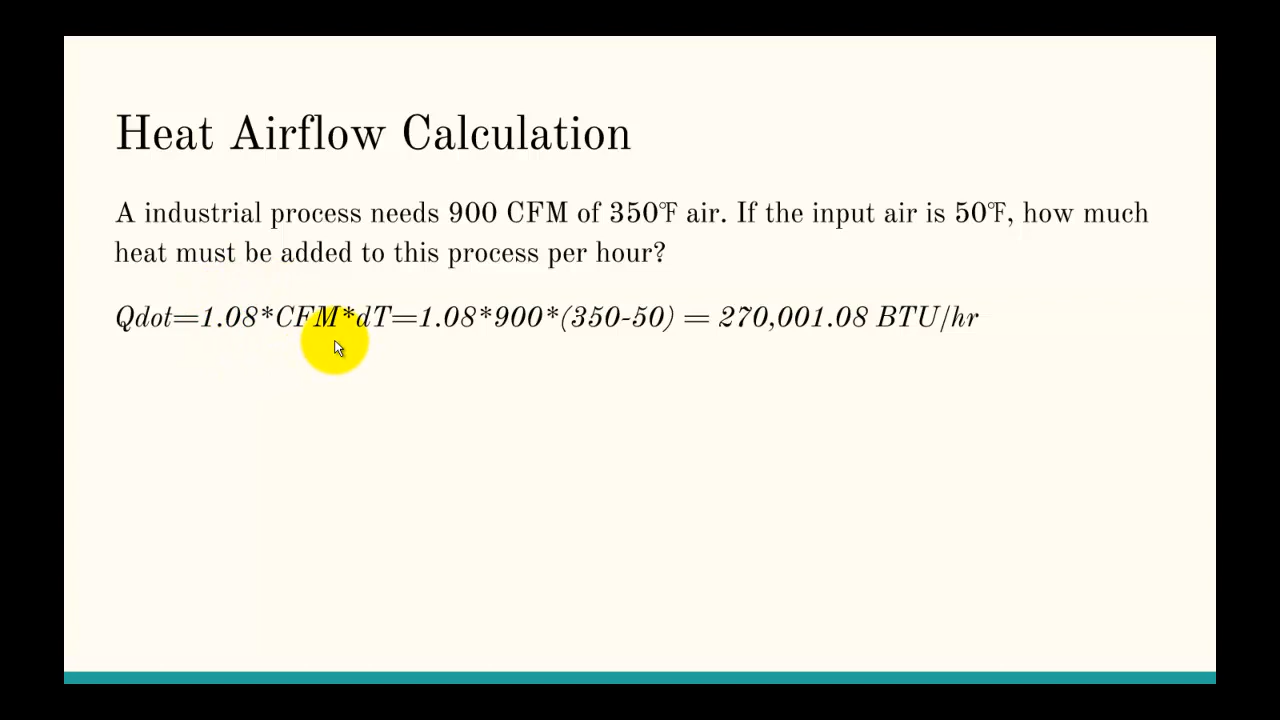 Heat Airflow Calculation
A industrial process needs 900 CFM of 350℉ air. If the input air is 50℉, how much
heat must be added to this process per hour?
Qdot=1.08*CFM*dT=1.08*900*(350-50) = 270,001.08 BTU/hr